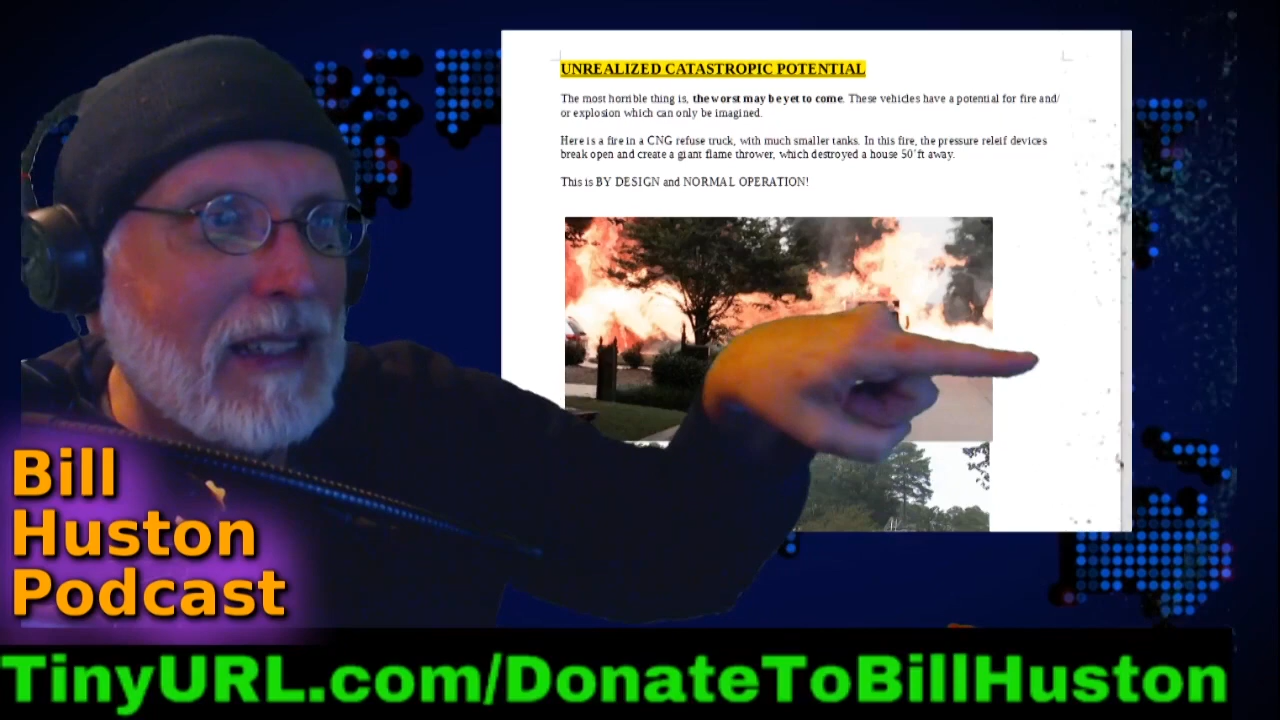 UNREALIZED CATASTROPIC POTENTIAL
The most horrible thing is, the worst may be yet to come. These vehicles have a potential for fire and/
or explosion which can only be imagined.
Here is a fire in a CNG refuse truck, with much smaller tanks. In this fire, the pressure releif devices
break open and create a giant flame thrower, which destroyed a house 50'ft away.
This is BY DESIGN and NORMAL OPERATION!
Bill
Huston
Podcast
TinyURL.com/DonateToBillHuston